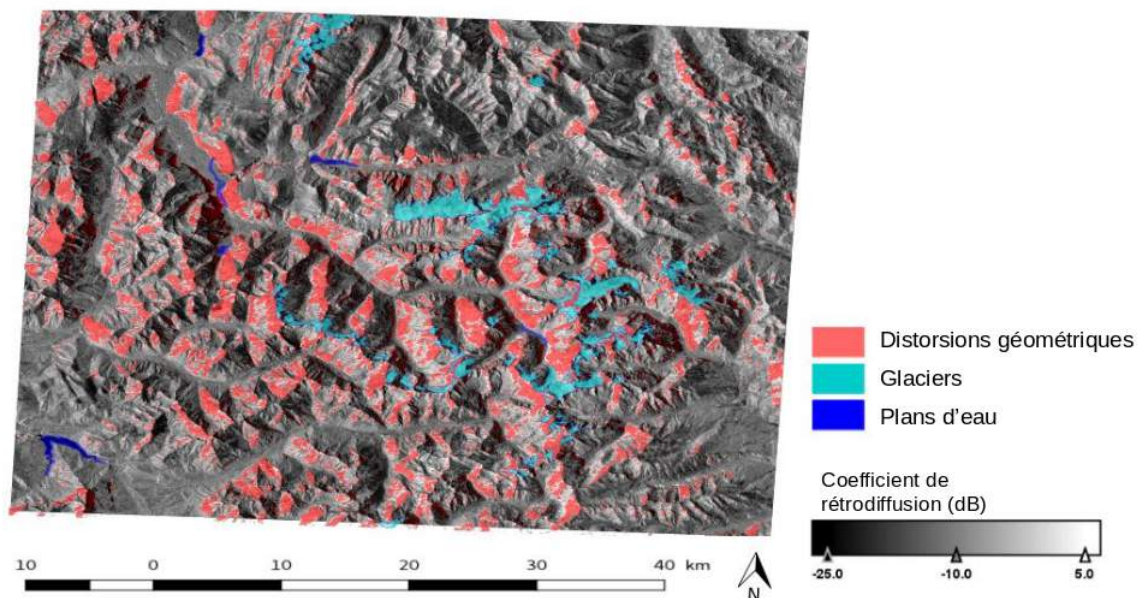 Distorsions géométriques
Glaciers
Plans d'eau
Coefficient de
rétrodiffusion (dB)
-25.0 -10.0 5.0
10 0 10 20 30 40 km
N